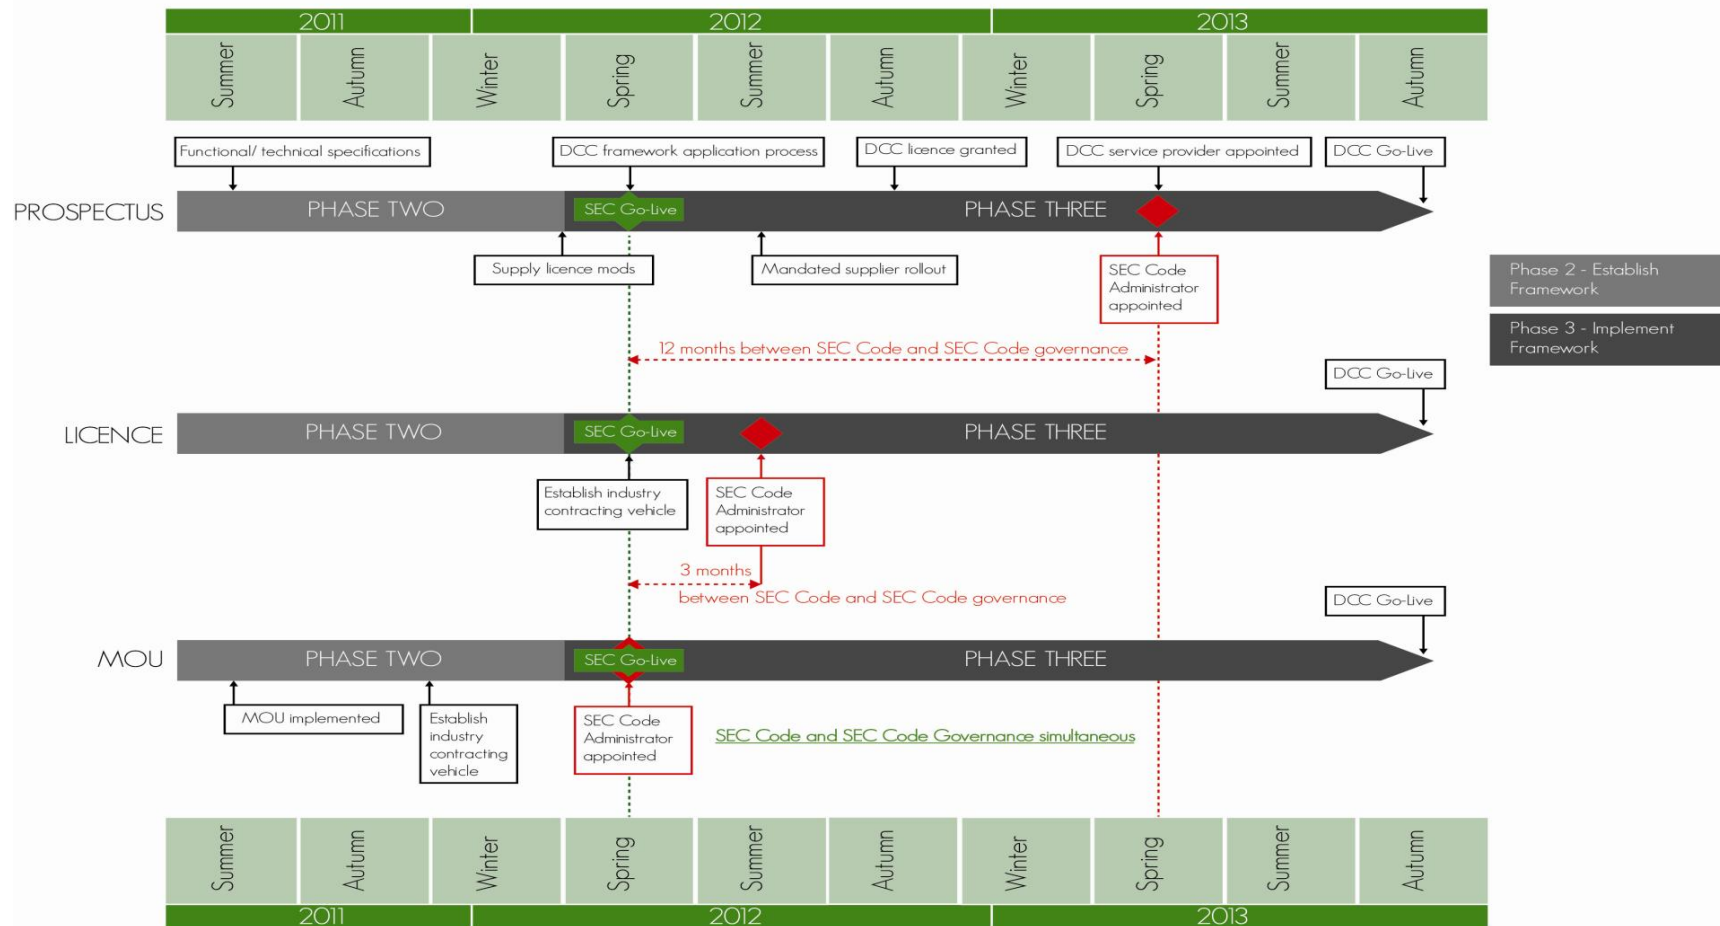 2011
2012
2013
Summer
Autumn
Winter
Spring
Summer
Autumn
Winter
Spring
Summer
Autumn
Functional/ technical specifications
DCC framework application process
DCC licence granted
DCC service provider appointed
DCC Go-Live
PROSPECTUS
PHASE TWO
SEC Go-Live
PHASE THREE
Supply licence mods
Mandated supplier rollout
SEC Code
Administrator
appointed
Phase 2 - Establish
Framework
Phase 3 - Implement
Framework
12 months between SEC Code and SEC Code governance
DCC Go-Live
LICENCE
PHASE TWO
SEC Go-Live
PHASE THREE
Establish industry
contracting vehicle
SEC Code
Administrator
appointed
3 months
between SEC Code and SEC Code governance
DCC Go-Live
MOU
PHASE TWO
SEC Go-Live
PHASE THREE
MOU implemented
Establish
industry
contracting
vehicle
SEC Code
Administrator
appointed
SEC Code and SEC Code Governance simultaneous
Summer
Autumn
Winter
Spring
Summer
Autumn
Winter
Spring
Summer
Autumn
2011
2012
2013